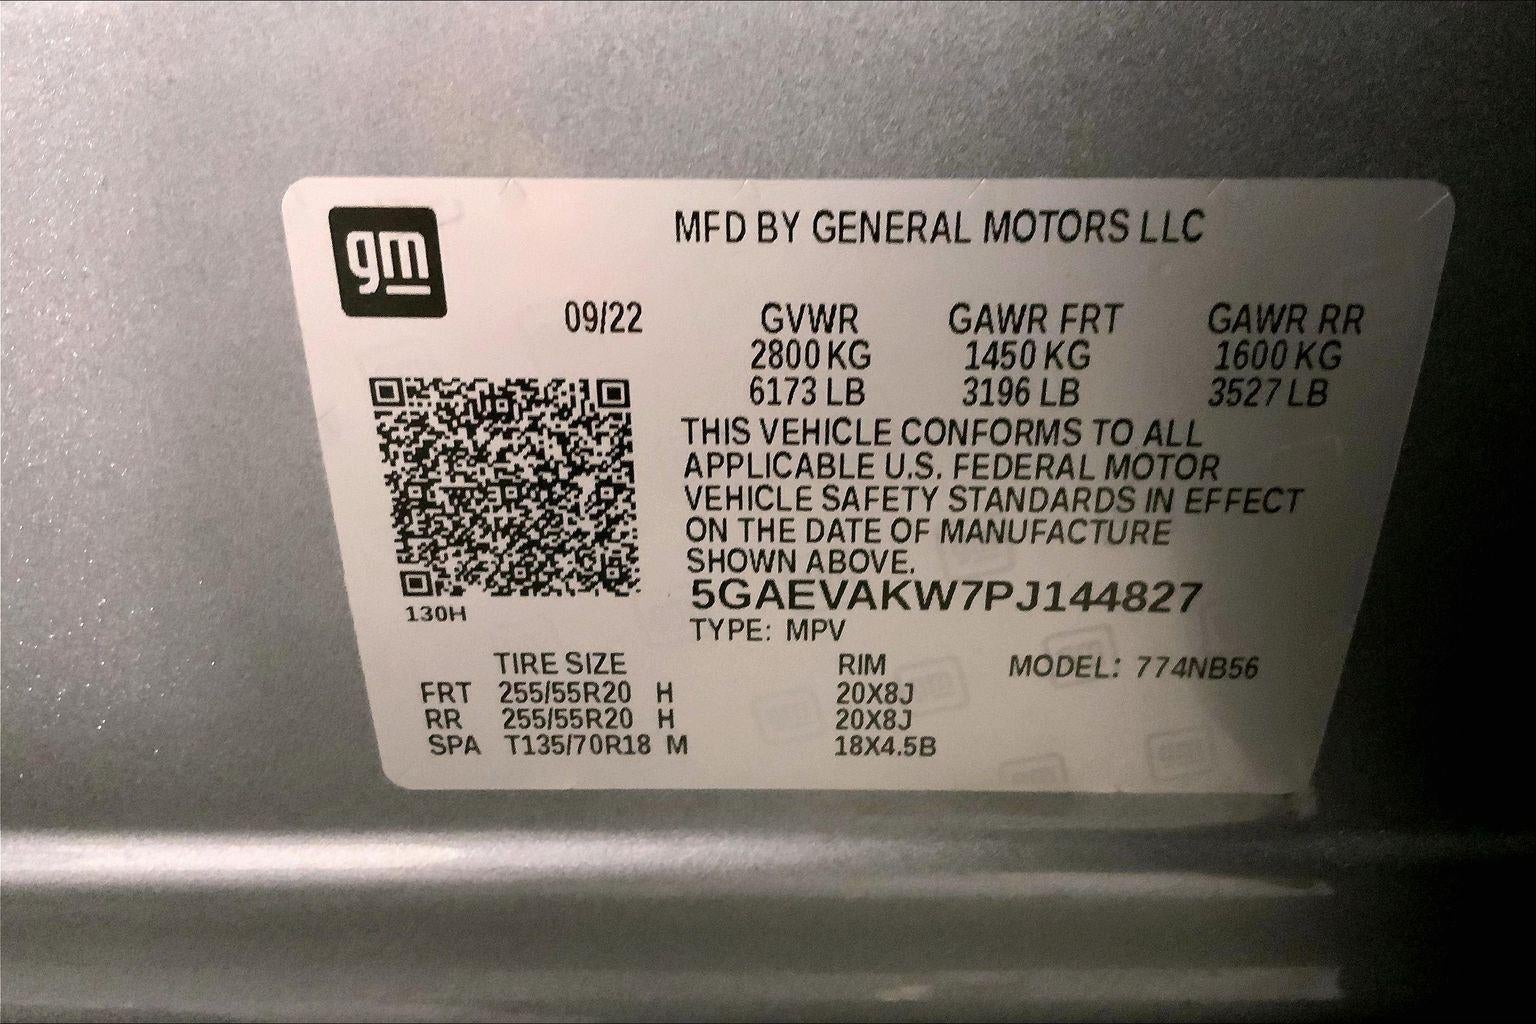 gm
MFD BY GENERAL MOTORS LLC
09/22 GVWR GAWR FRT GAWR RR
2800 KG 1450 KG 1600 KG
6173 LB 3196 LB 3527 LB
THIS VEHICLE CONFORMS TO ALL
APPLICABLE U.S. FEDERAL MOTOR
VEHICLE SAFETY STANDARDS IN EFFECT
ON THE DATE OF MANUFACTURE
SHOWN ABOVE.
5GAEVAKW7PJ144827
130H
TYPE: MPV
TIRE SIZE RIM MODEL: 774NB56
FRT 255/55R20 H 20X8J
RR 255/55R20 H 20X8J
SPA T135/70R18 M 18X4.5B